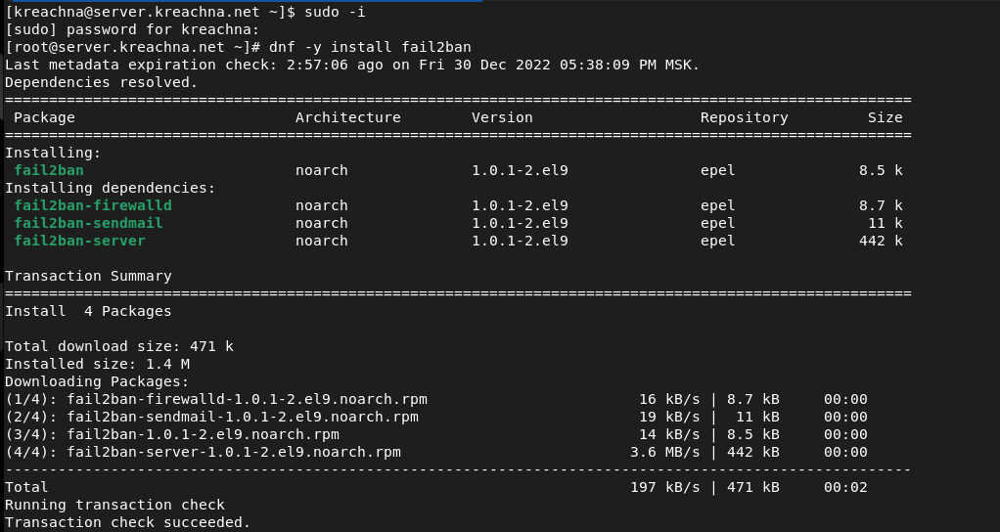 [kreachna@server.kreachna.net ~]$ sudo -i
[sudo] password for kreachna:
[root@server.kreachna.net ~]# dnf -y install fail2ban
Last metadata expiration check: 2:57:06 ago on Fri 30 Dec 2022 05:38:09 PM MSK.
Dependencies resolved.
=======================================================================================================
 Package                         Architecture        Version                   Repository         Size
=======================================================================================================
Installing:
 fail2ban                        noarch              1.0.1-2.el9               epel              8.5 k
Installing dependencies:
 fail2ban-firewalld              noarch              1.0.1-2.el9               epel              8.7 k
 fail2ban-sendmail               noarch              1.0.1-2.el9               epel               11 k
 fail2ban-server                 noarch              1.0.1-2.el9               epel              442 k

Transaction Summary
=======================================================================================================
Install  4 Packages

Total download size: 471 k
Installed size: 1.4 M
Downloading Packages:
(1/4): fail2ban-firewalld-1.0.1-2.el9.noarch.rpm                        16 kB/s | 8.7 kB     00:00
(2/4): fail2ban-sendmail-1.0.1-2.el9.noarch.rpm                         19 kB/s |  11 kB     00:00
(3/4): fail2ban-1.0.1-2.el9.noarch.rpm                                  14 kB/s | 8.5 kB     00:00
(4/4): fail2ban-server-1.0.1-2.el9.noarch.rpm                          3.6 MB/s | 442 kB     00:00
-------------------------------------------------------------------------------------------------------
Total                                                                  197 kB/s | 471 kB     00:02
Running transaction check
Transaction check succeeded.